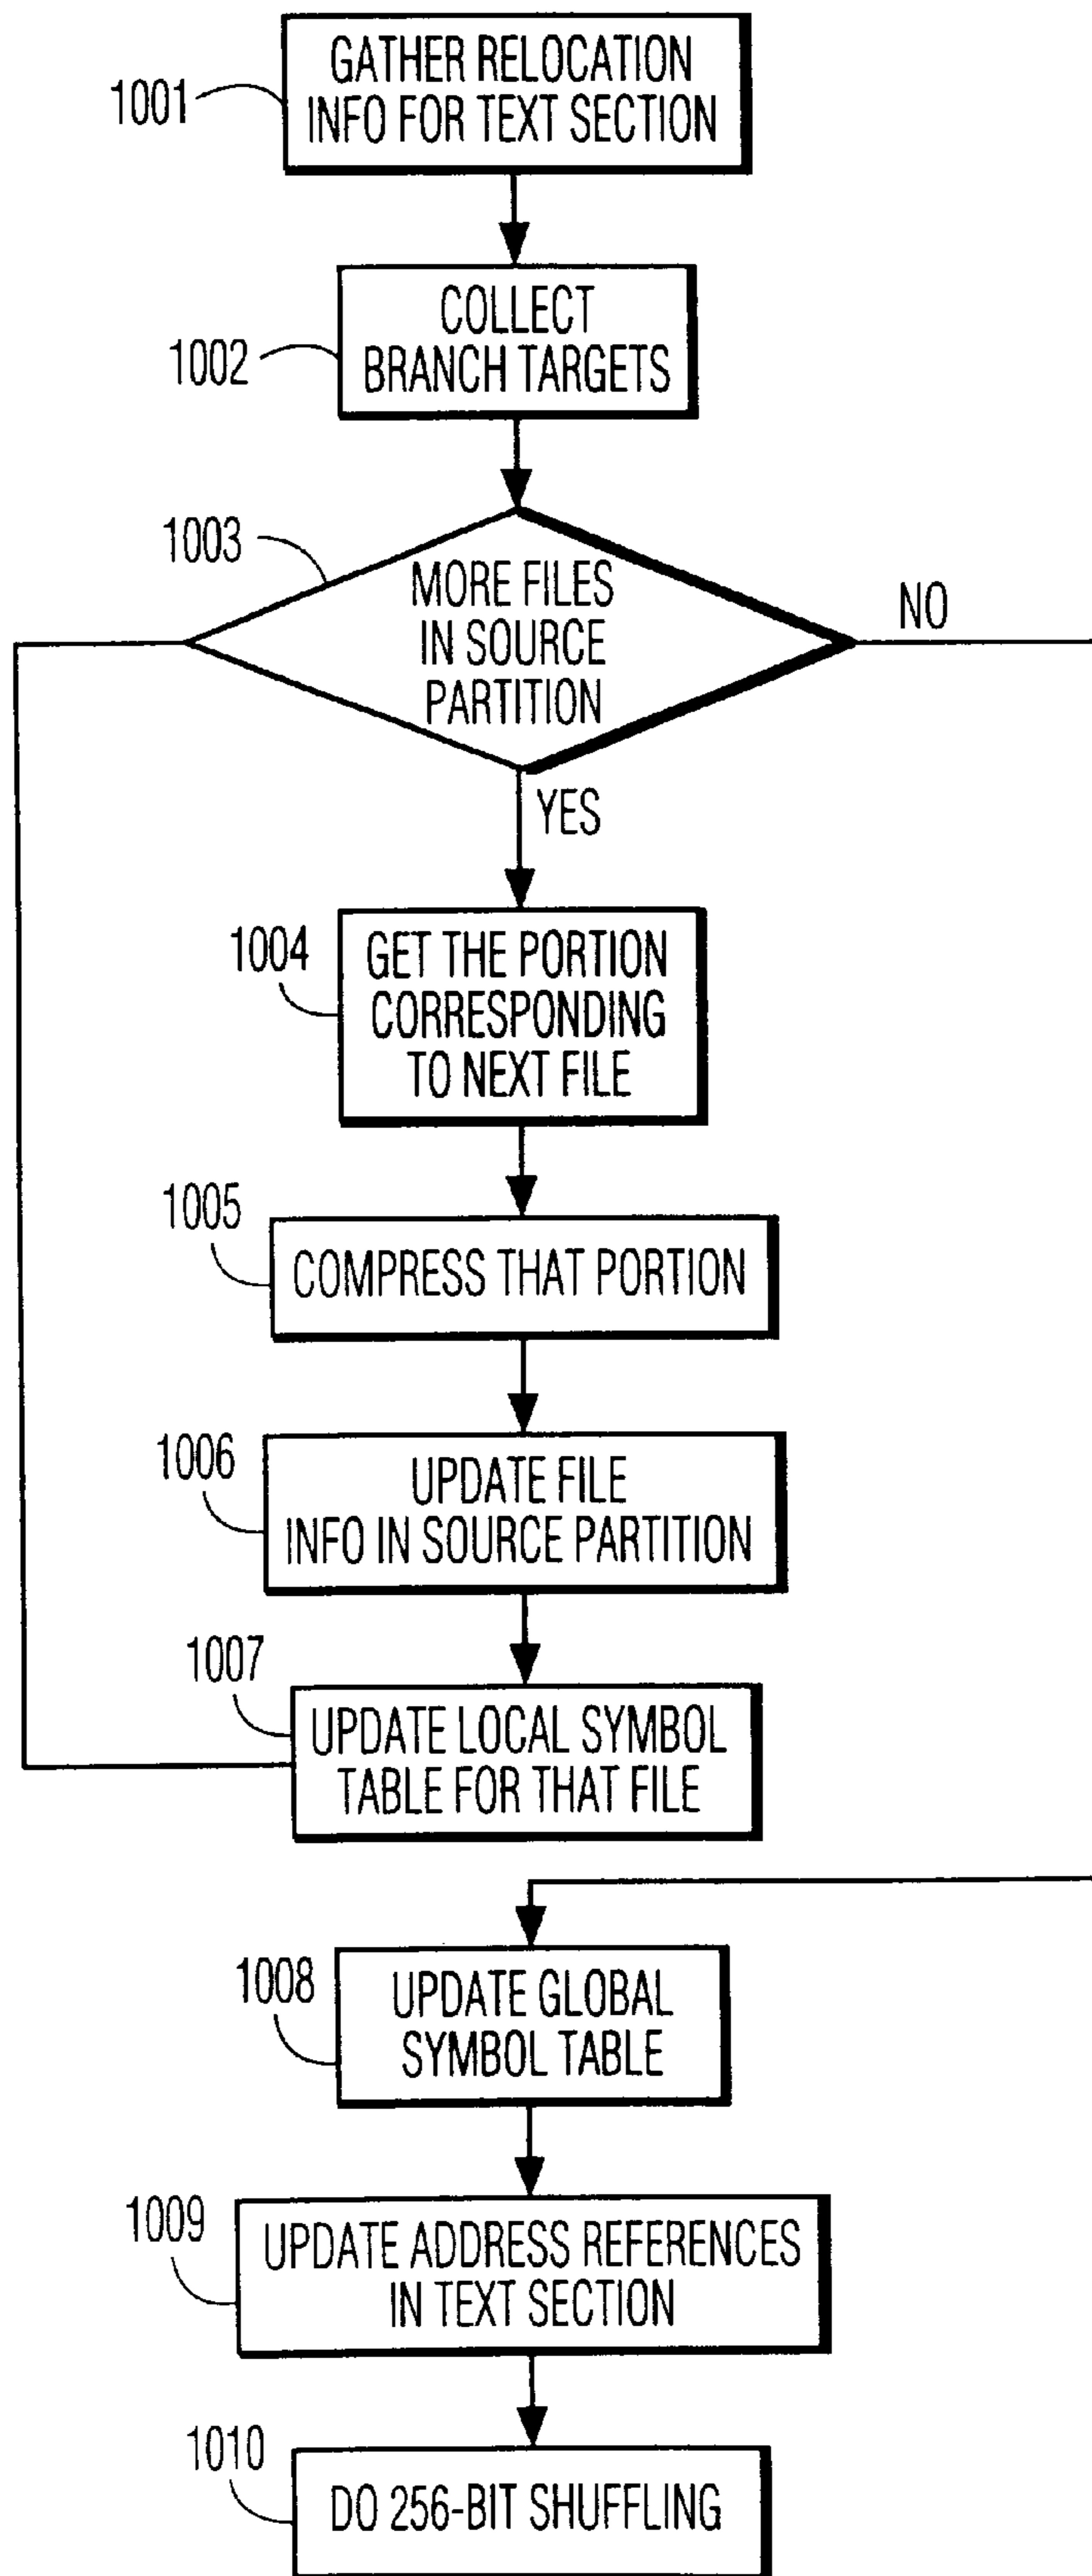 GATHER RELOCATION
INFO FOR TEXT SECTION
1001
COLLECT
BRANCH TARGETS
1002
1003
MORE FILES
IN SOURCE
PARTITION
NO
YES
1004
GET THE PORTION
CORRESPONDING
TO NEXT FILE
1005
COMPRESS THAT PORTION
1006
UPDATE FILE
INFO IN SOURCE PARTITION
1007
UPDATE LOCAL SYMBOL
TABLE FOR THAT FILE
1008
UPDATE GLOBAL
SYMBOL TABLE
1009
UPDATE ADDRESS REFERENCES
IN TEXT SECTION
1010
DO 256-BIT SHUFFLING